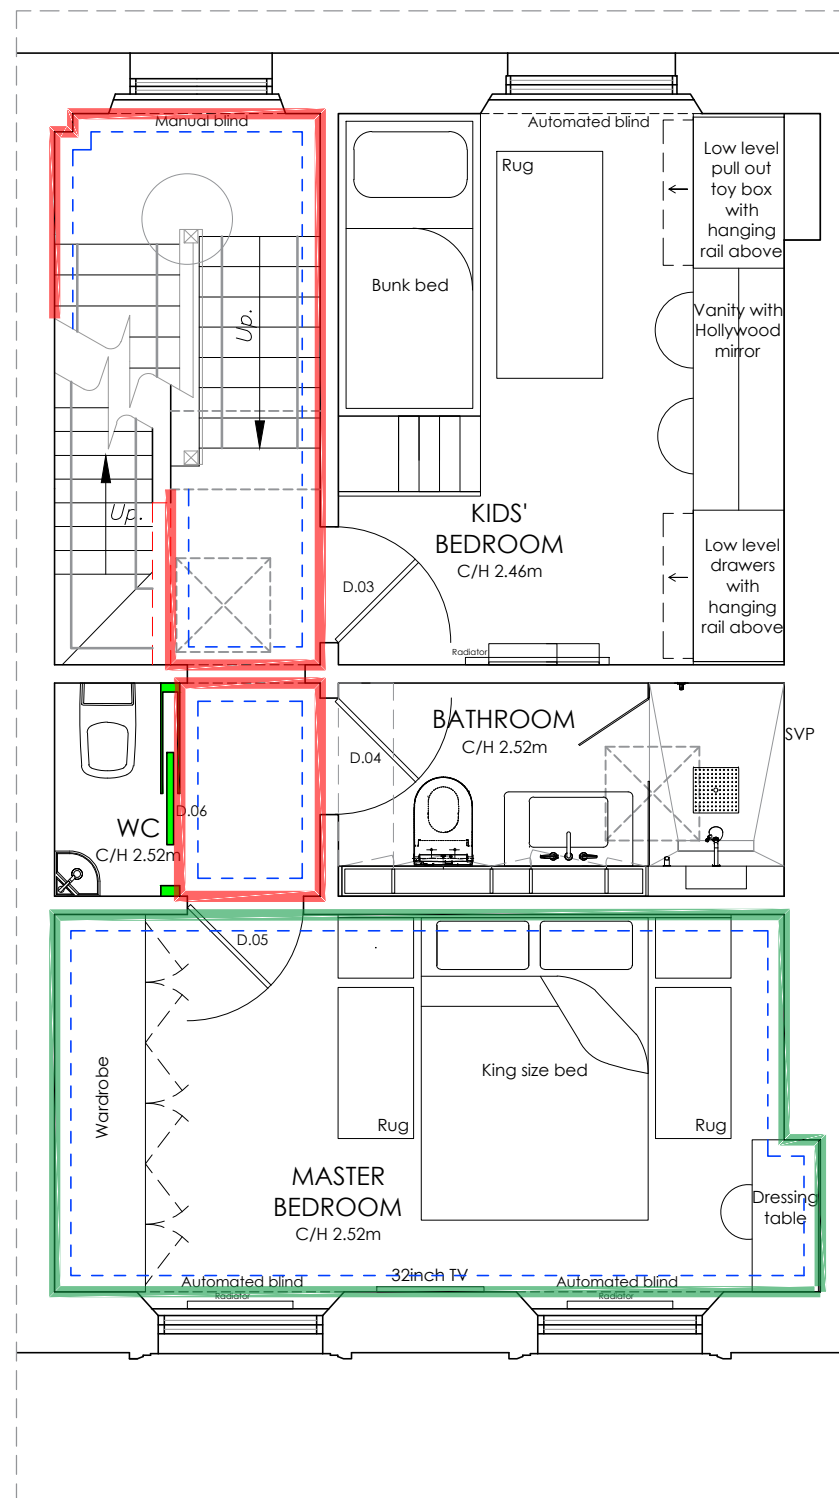 Manual blind
Automated blind
Rug
Low level
pull out
toy box
with
hanging
rail above
Bunk bed
Up.
Vanity with
Hollywood
mirror
Up.
KIDS'
BEDROOM
C/H 2.46m
Low level
drawers
with
hanging
rail above
D.03
Radiator
BATHROOM
C/H 2.52m
SVP
D.04
D.06
WC
C/H 2.52m
D.05
Wardrobe
King size bed
Rug
Rug
MASTER
BEDROOM
C/H 2.52m
Dressing
table
32inch TV
Automated blind
Automated blind
Radiator
Radiator